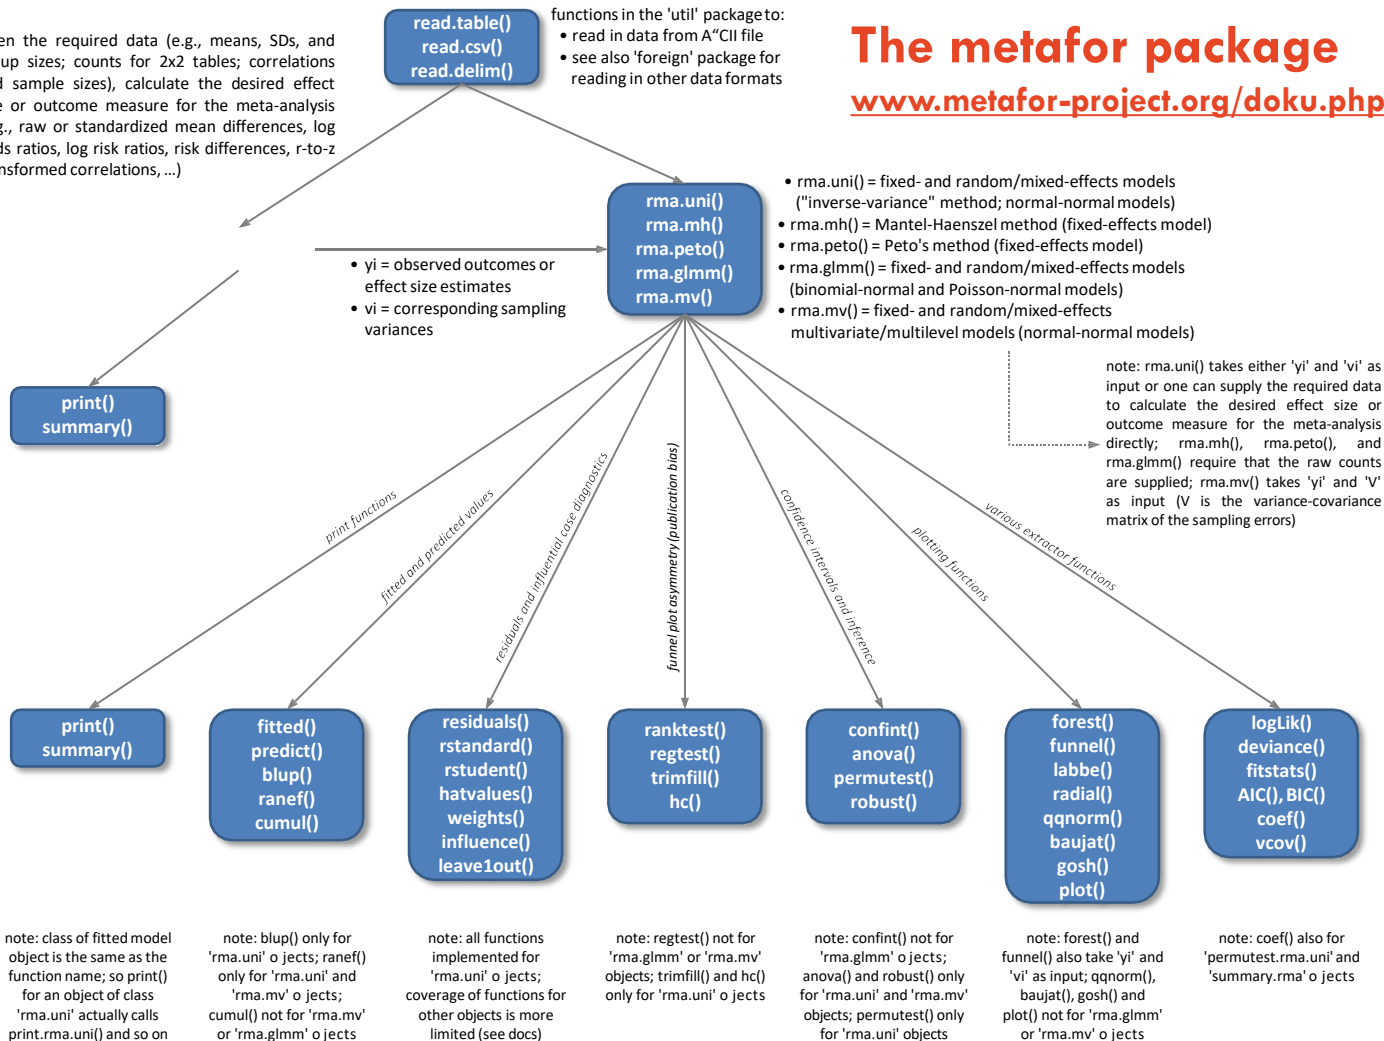 read.table()
read.csv()
read.delim()
functions in the 'util' package to:
• read in data from A“CII file
• see also 'foreign' package for
reading in other data formats
The metafor package
www.metafor-project.org/doku.php
the required data (e.g., means, SDs, and
sizes; counts for 2x2 tables; correlations
sample sizes), calculate the desired effect
or outcome measure for the meta-analysis
raw or standardized mean differences, log
ratios, log risk ratios, risk differences, r-to-z
correlations, ...)
rma.uni()
rma.mh()
rma.peto()
rma.glmm()
rma.mv()
• rma.uni() = fixed- and random/mixed-effects models
("inverse-variance" method; normal-normal models)
• rma.mh() = Mantel-Haenszel method (fixed-effects model)
• rma.peto() = Peto's method (fixed-effects model)
• rma.glmm() = fixed- and random/mixed-effects models
(binomial-normal and Poisson-normal models)
• rma.mv() = fixed- and random/mixed-effects
multivariate/multilevel models (normal-normal models)
• yi = observed outcomes or
effect size estimates
• vi = corresponding sampling
variances
note: rma.uni() takes either 'yi' and 'vi' as
input or one can supply the required data
to calculate the desired effect size or
outcome measure for the meta-analysis
directly; rma.mh(), rma.peto(), and
rma.glmm() require that the raw counts
are supplied; rma.mv() takes 'yi' and 'V'
as input (V is the variance-covariance
matrix of the sampling errors)
print()
summary()
print functions
fitted and predicted values
residuals and influential case diagnostics
funnel plot asymmetry (publication bias)
confidence intervals and inference
plotting functions
various extractor functions
print()
summary()
fitted()
predict()
blup()
ranef()
cumul()
residuals()
rstandard()
rstudent()
hatvalues()
weights()
influence()
leave1out()
ranktest()
regtest()
trimfill()
hc()
confint()
anova()
permutest()
robust()
forest()
funnel()
labbe()
radial()
qqnorm()
baujat()
gosh()
plot()
logLik()
deviance()
fitstats()
AIC(), BIC()
coef()
vcov()
note: class of fitted model
object is the same as the
function name; so print()
for an object of class
'rma.uni' actually calls
print.rma.uni() and so on
note: blup() only for
'rma.uni' o jects; ranef()
only for 'rma.uni' and
'rma.mv' o jects;
cumul() not for 'rma.mv'
or 'rma.glmm' o jects
note: all functions
implemented for
'rma.uni' o jects;
coverage of functions for
other objects is more
limited (see docs)
note: regtest() not for
'rma.glmm' or 'rma.mv'
objects; trimfill() and hc()
only for 'rma.uni' o jects
note: confint() not for
'rma.glmm' o jects;
anova() and robust() only
for 'rma.uni' and 'rma.mv'
objects; permutest() only
for 'rma.uni' objects
note: forest() and
funnel() also take 'yi' and
'vi' as input; qqnorm(),
baujat(), gosh() and
plot() not for 'rma.glmm'
or 'rma.mv' o jects
note: coef() also for
'permutest.rma.uni' and
'summary.rma' o jects